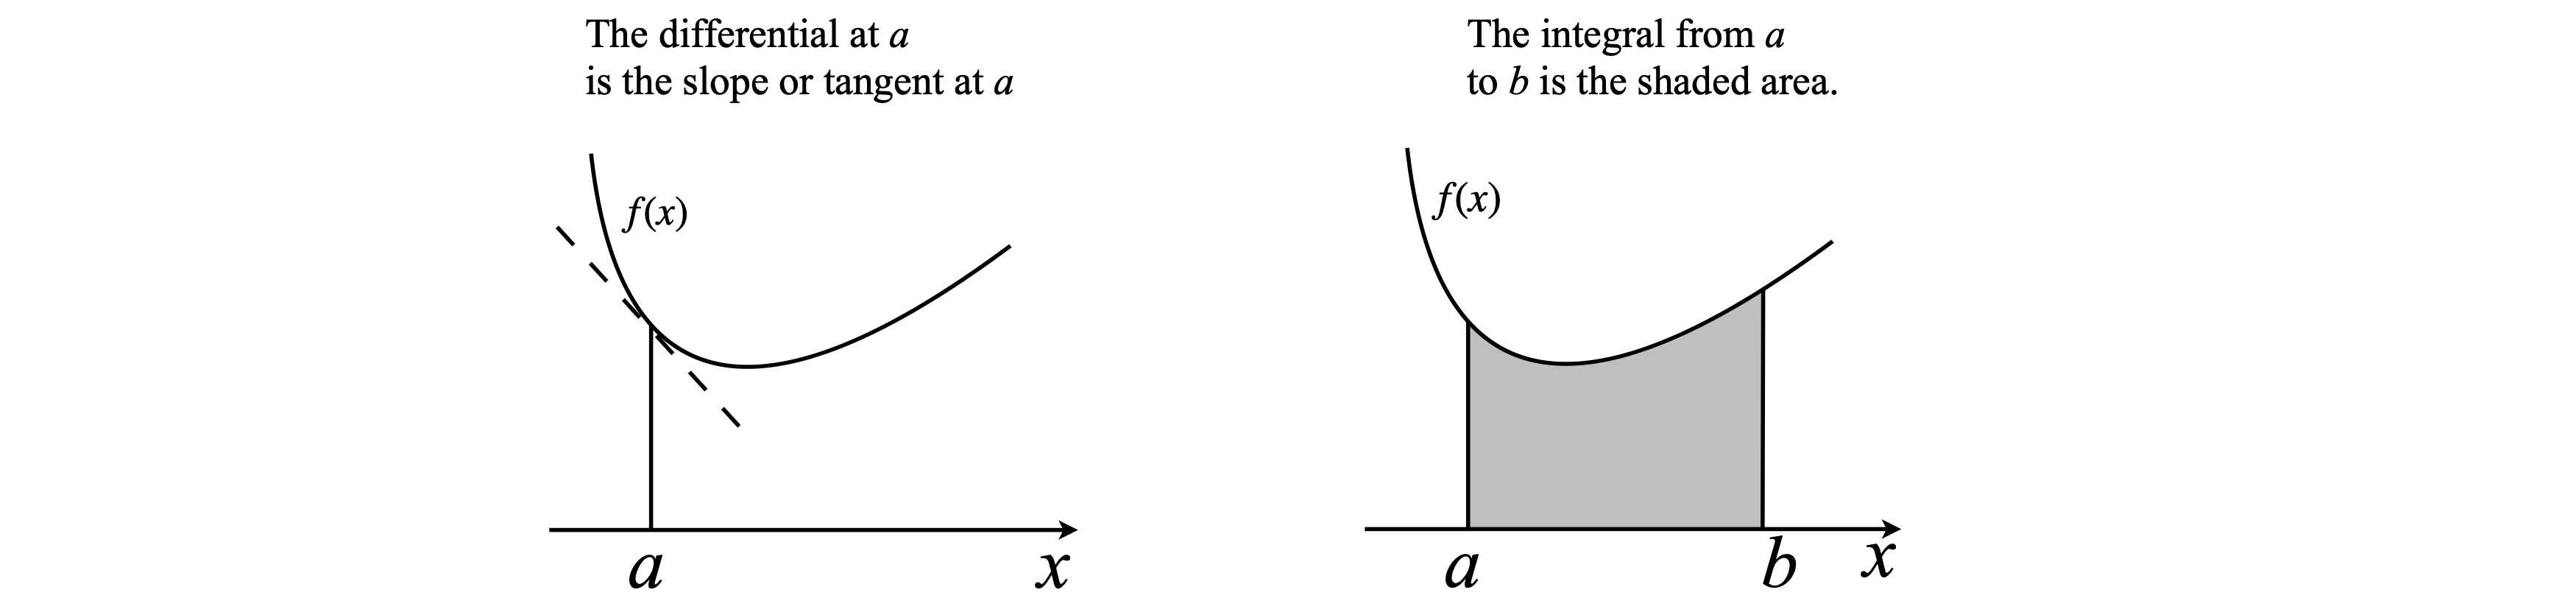 The differential at a
is the slope or tangent at a
f(x)
a
x
The integral from a
to b is the shaded area.
f(x)
a
b
x